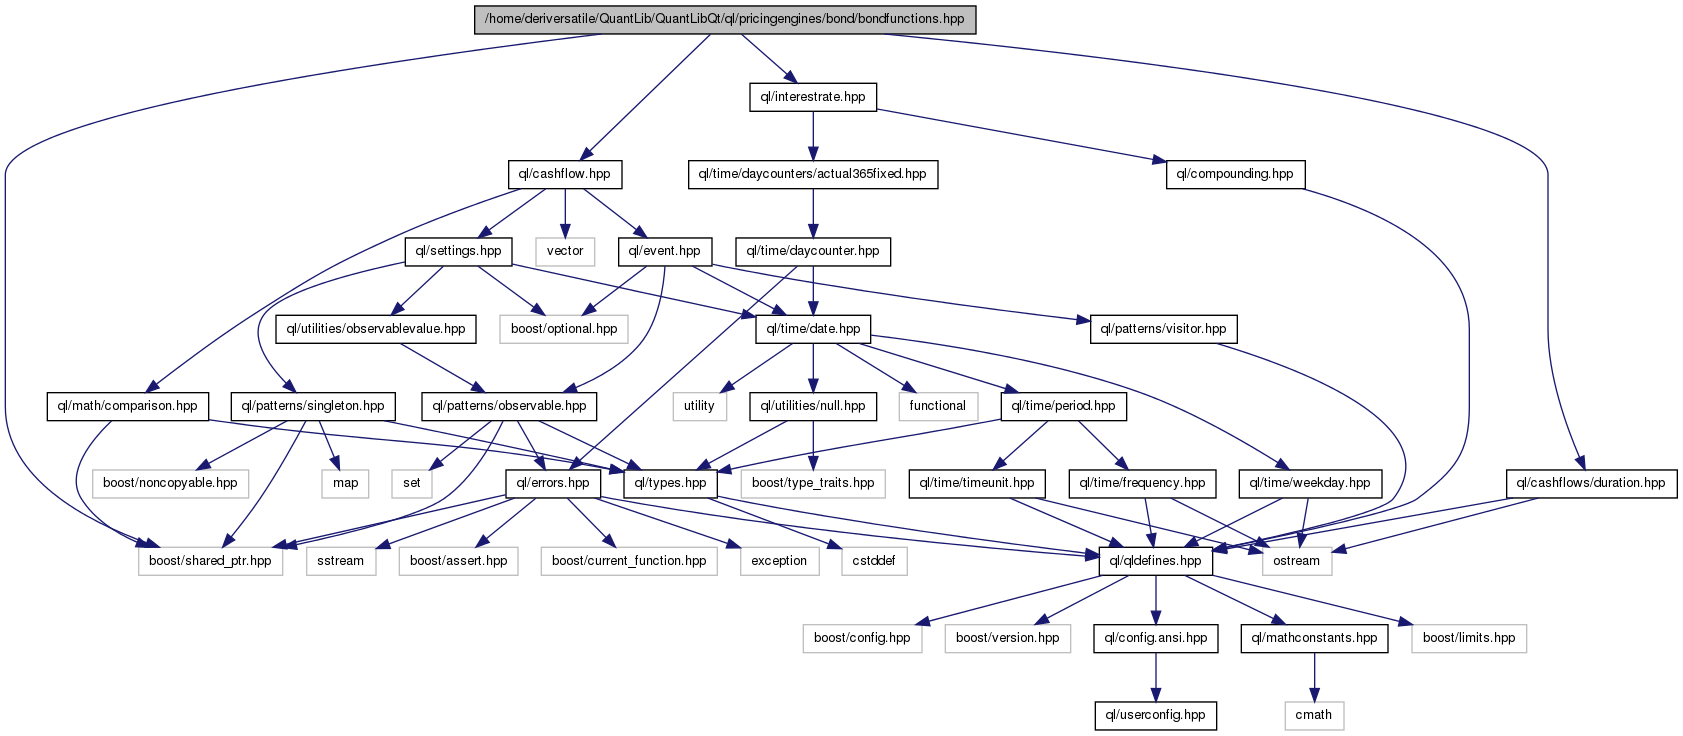 /home/deriversatile/QuantLib/QuantLibQt/ql/pricingengines/bond/bondfunctions.hpp
ql/interestrate.hpp
ql/cashflow.hpp
ql/time/daycounters/actual365fixed.hpp
ql/compounding.hpp
ql/settings.hpp
vector
ql/event.hpp
ql/time/daycounter.hpp
ql/utilities/observablevalue.hpp
boost/optional.hpp
ql/time/date.hpp
ql/patterns/visitor.hpp
ql/math/comparison.hpp
ql/patterns/singleton.hpp
ql/patterns/observable.hpp
utility
ql/utilities/null.hpp
functional
ql/time/period.hpp
boost/noncopyable.hpp
map
set
ql/errors.hpp
ql/types.hpp
boost/type_traits.hpp
ql/time/timeunit.hpp
ql/time/frequency.hpp
ql/time/weekday.hpp
ql/cashflows/duration.hpp
boost/shared_ptr.hpp
sstream
boost/assert.hpp
boost/current_function.hpp
exception
cstddef
ql/qldefines.hpp
ostream
boost/config.hpp
boost/version.hpp
ql/config.ansi.hpp
ql/mathconstants.hpp
boost/limits.hpp
ql/userconfig.hpp
cmath